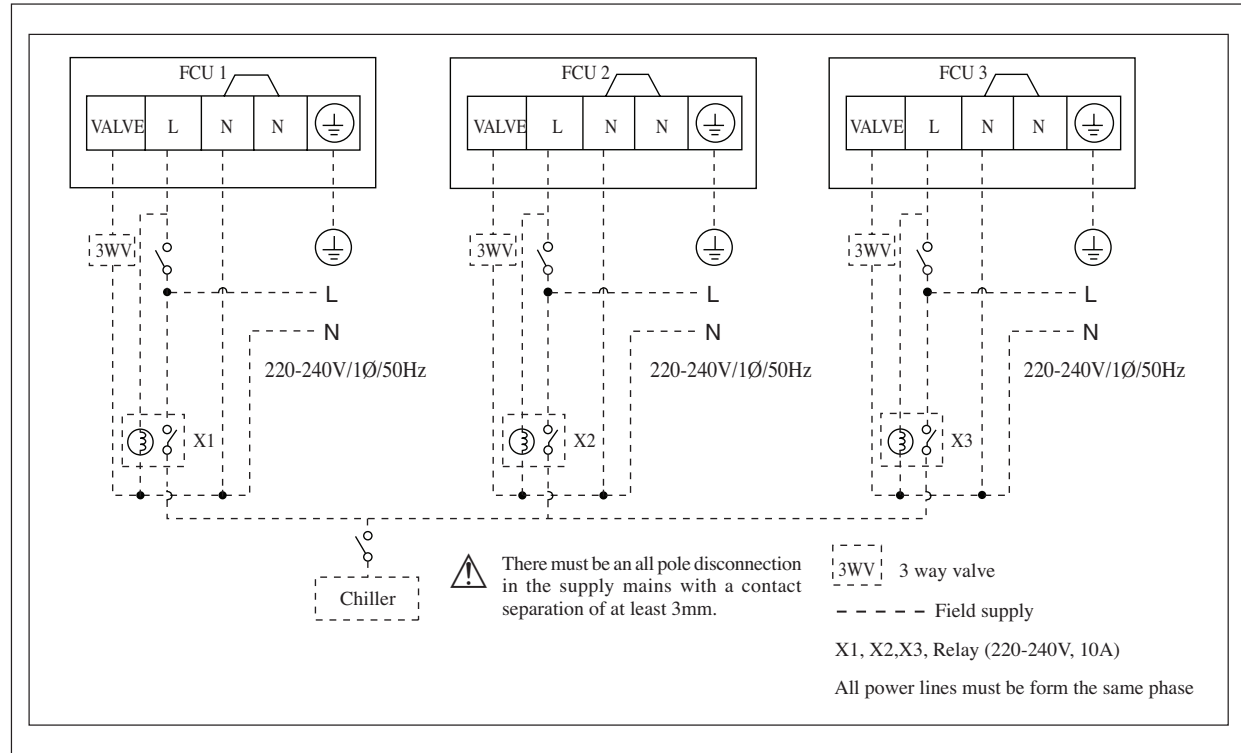 FCU 1
VALVE L N N
3WV
L
N
220-240V/1Ø/50Hz
X1
FCU 2
VALVE L N N
3WV
L
N
220-240V/1Ø/50Hz
X2
FCU 3
VALVE L N N
3WV
L
N
220-240V/1Ø/50Hz
X3
Chiller
There must be an all pole disconnection
in the supply mains with a contact
separation of at least 3mm.
3WV 3 way valve
Field supply
X1, X2,X3, Relay (220-240V, 10A)
All power lines must be form the same phase